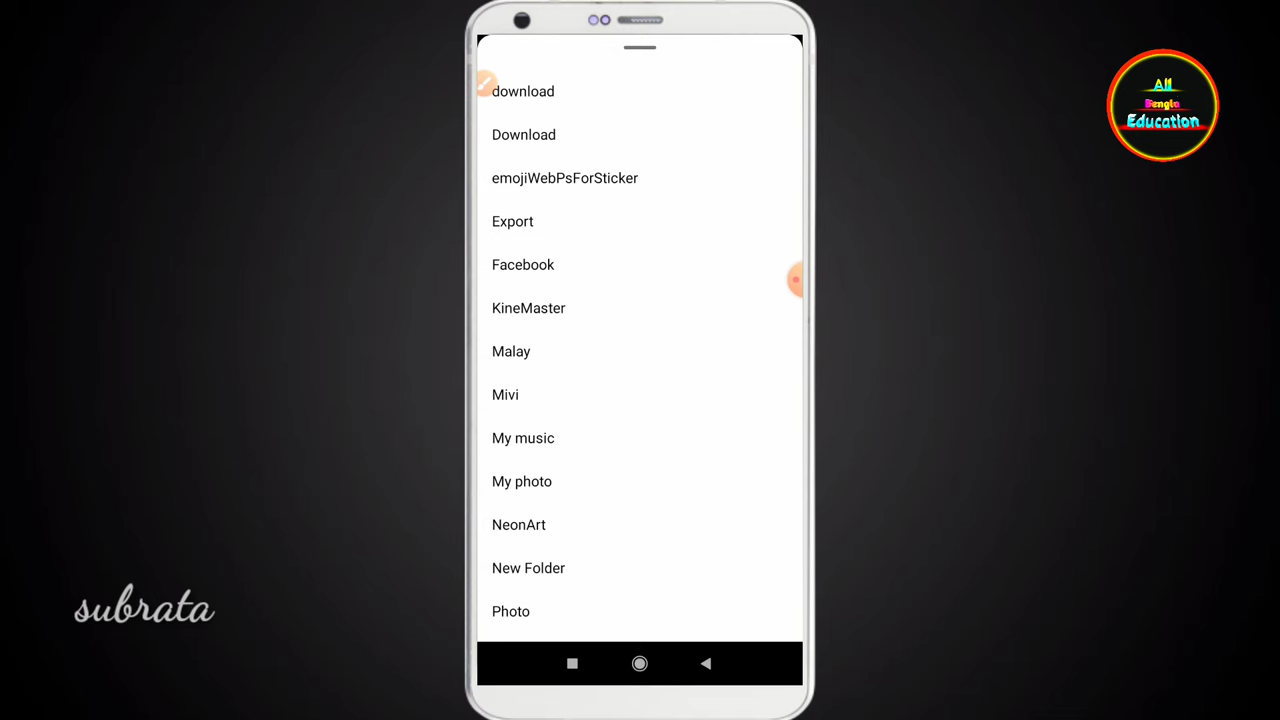 download
Download
emojiWebPsForSticker
Export
Facebook
KineMaster
Malay
Mivi
My music
My photo
NeonArt
New Folder
Photo
All
Bengla
Education
subrata